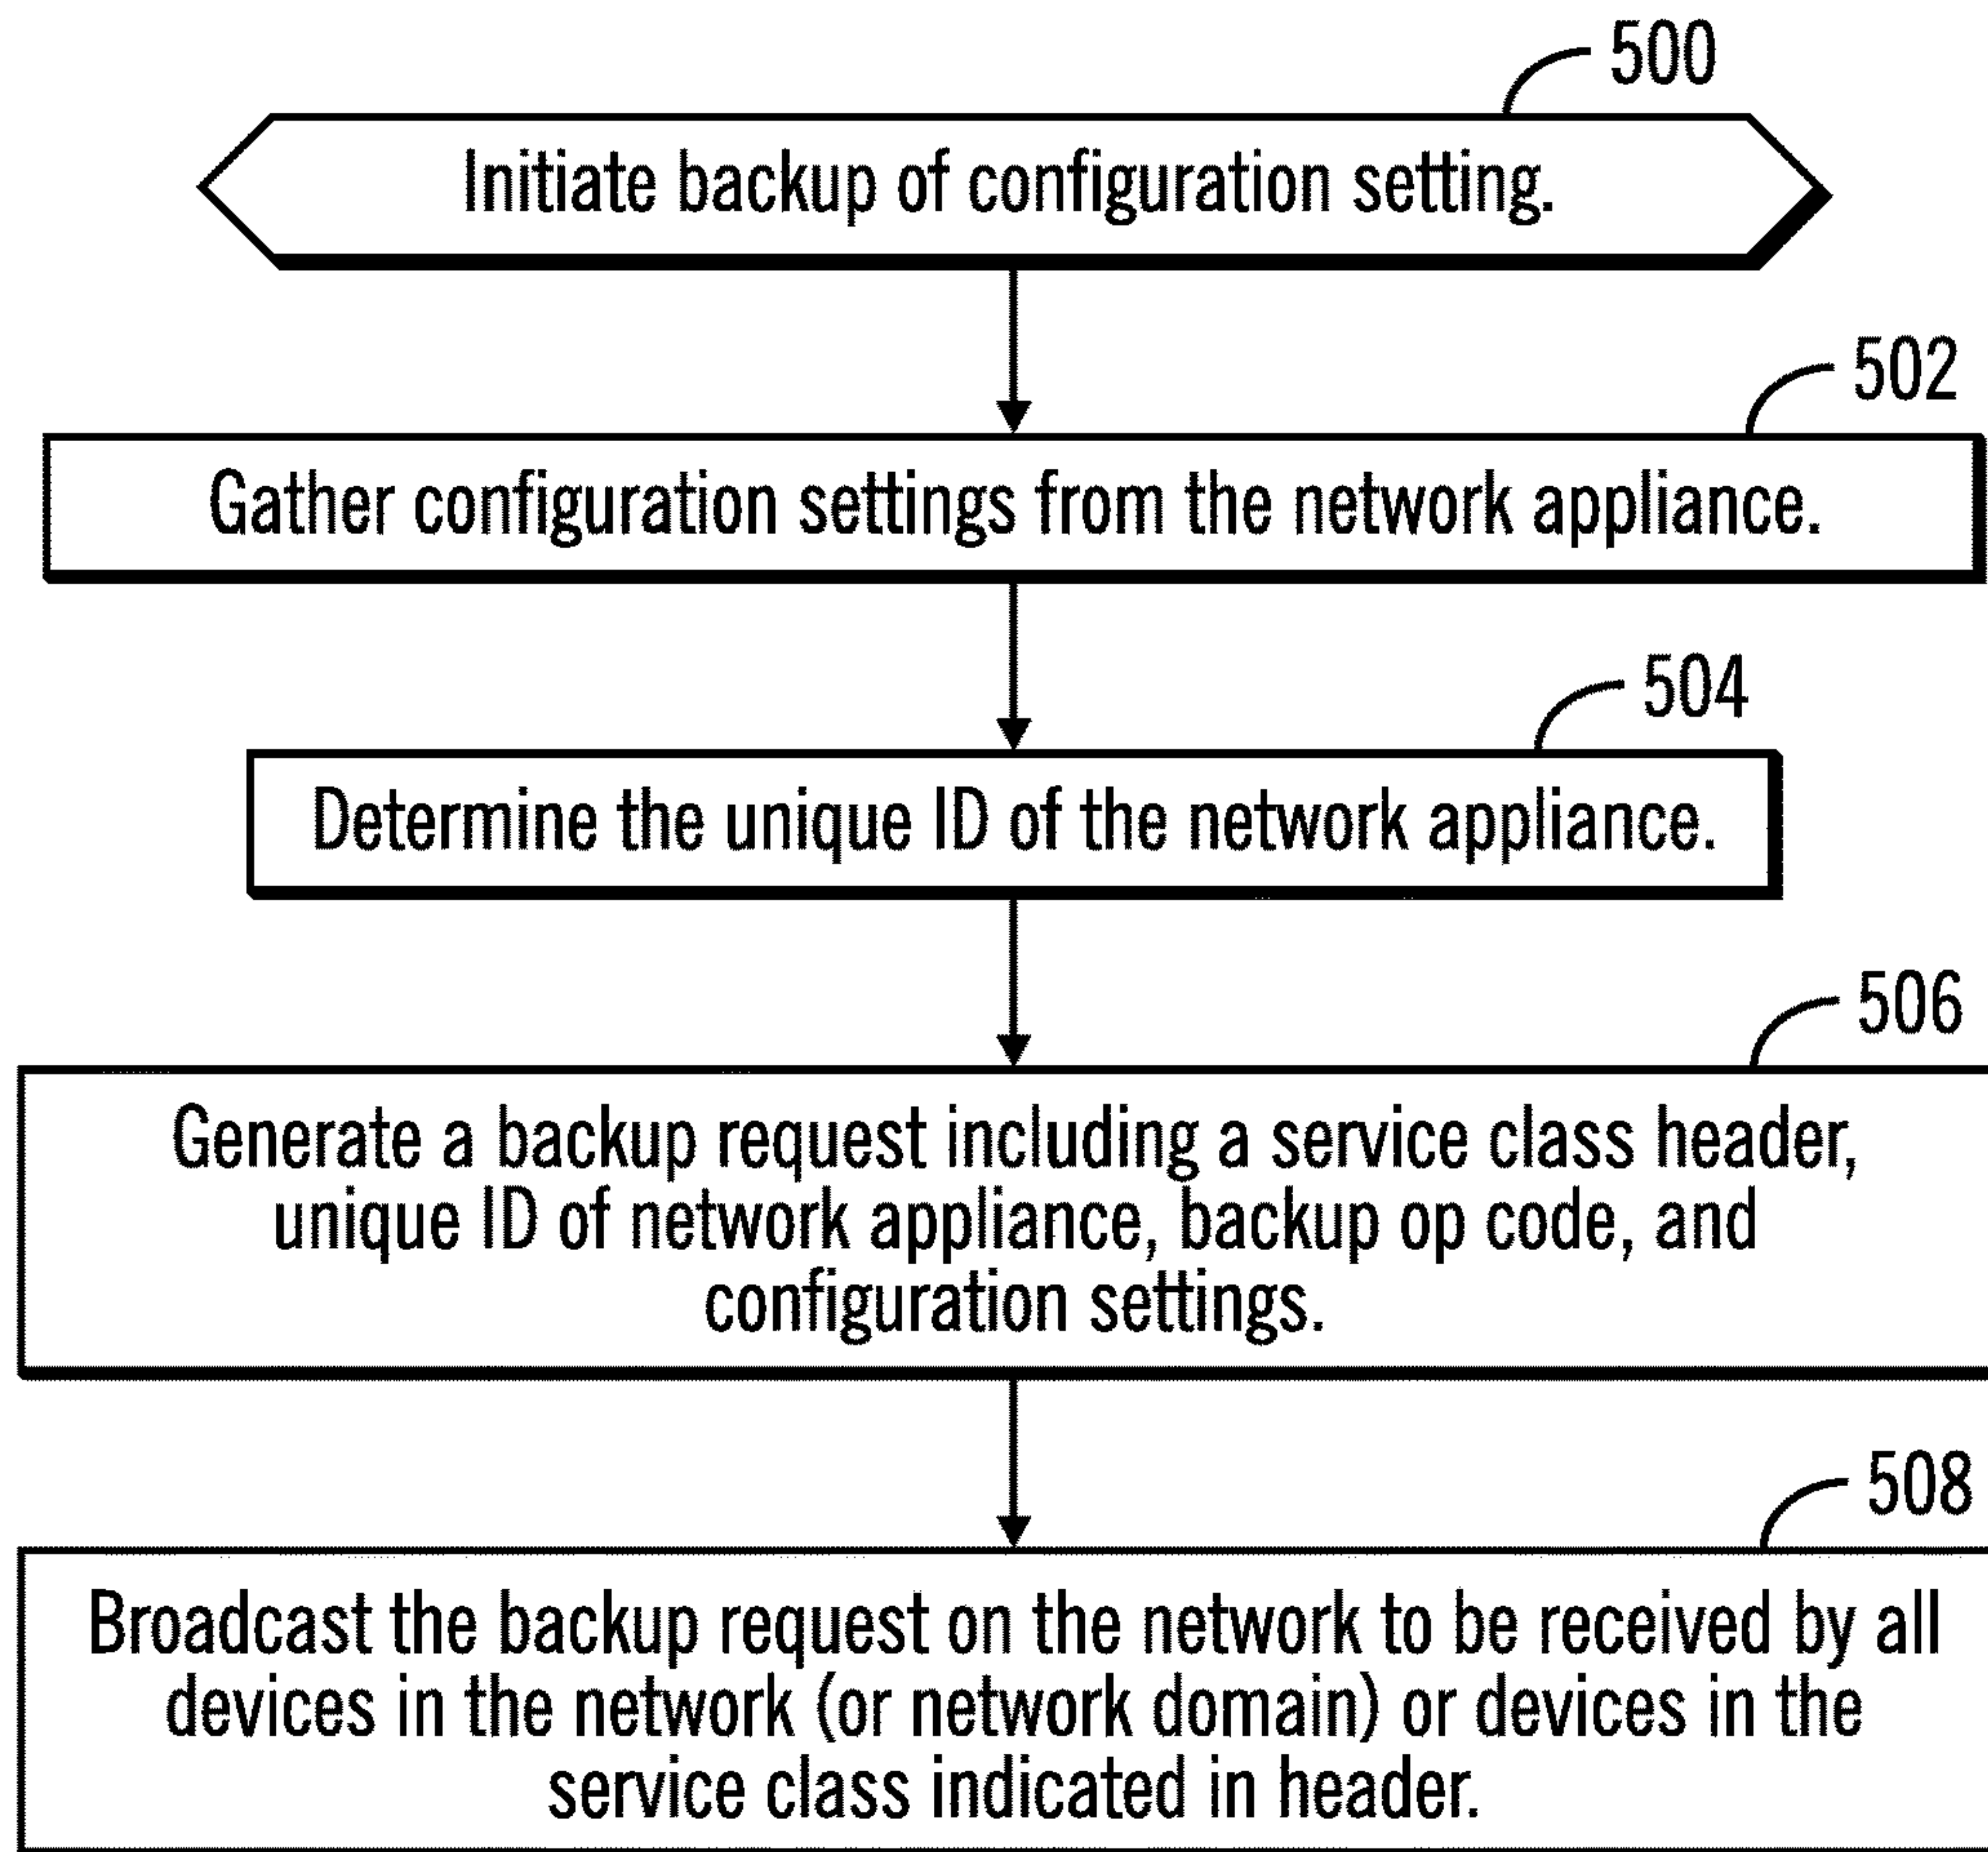 500
Initiate backup of configuration setting.
502
Gather configuration settings from the network appliance.
504
Determine the unique ID of the network appliance.
506
Generate a backup request including a service class header,
unique ID of network appliance, backup op code, and
configuration settings.
508
Broadcast the backup request on the network to be received by all
devices in the network (or network domain) or devices in the
service class indicated in header.